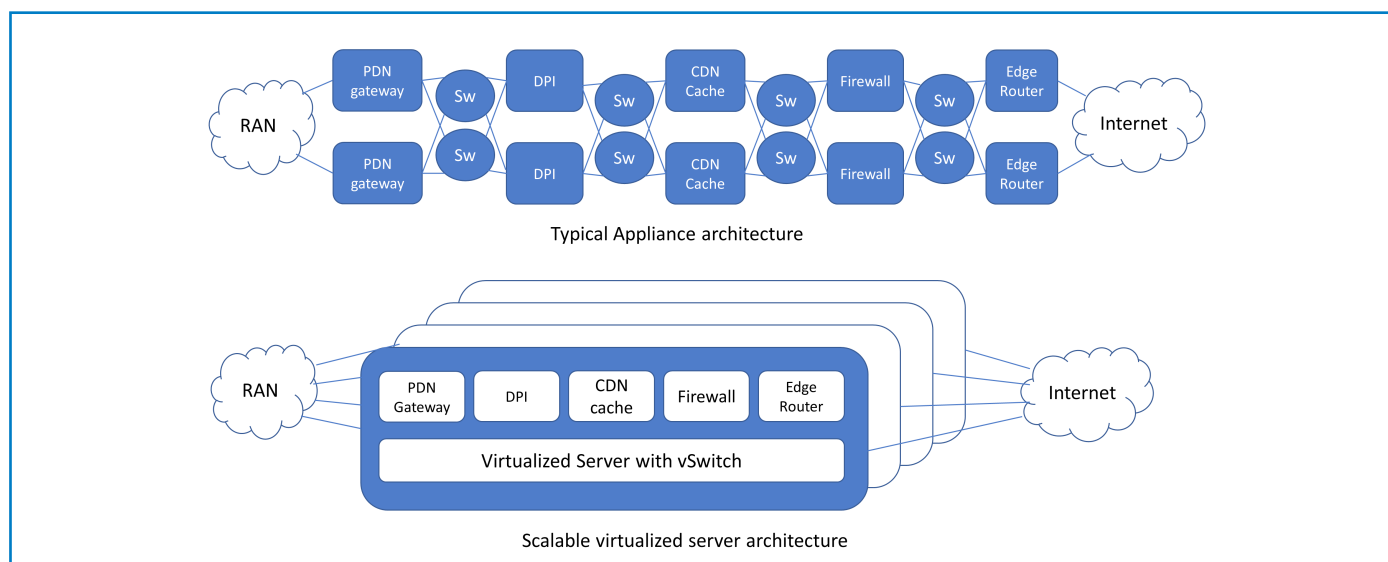 RAN
PDN
gateway
Sw
DPI
Sw
CDN
Cache
Sw
Firewall
Sw
Edge
Router
Internet
PDN
gateway
Sw
DPI
Sw
CDN
Cache
Sw
Firewall
Sw
Edge
Router
Typical Appliance architecture
RAN
PDN
Gateway
DPI
CDN
cache
Firewall
Edge
Router
Internet
Virtualized Server with vSwitch
Scalable virtualized server architecture